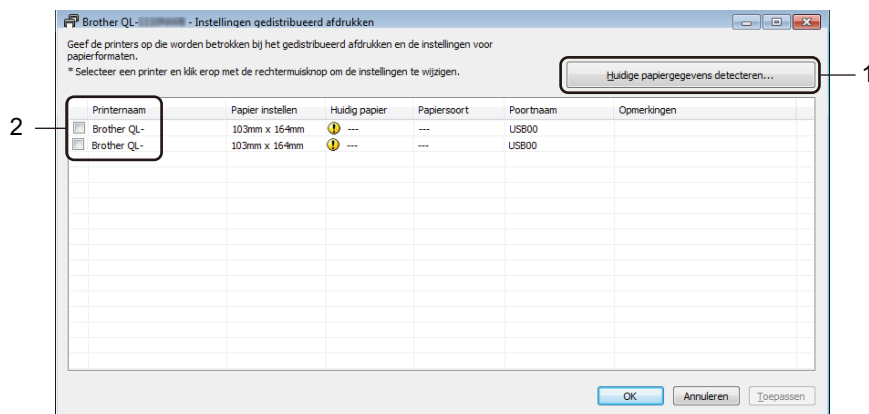 Brother QL- - Instellingen gedistribueerd afdrukken
Geef de printers op die worden betrokken bij het gedistribueerd afdrukken en de instellingen voor
papierformaten.
* Selecteer een printer en klik erop met de rechtermuisknop om de instellingen te wijzigen.
Huidige papiergegevens detecteren...
1
2
Printernaam Papier instellen Huidig papier Papiersoort Poortnaam Opmerkingen
Brother QL- 103mm x 164mm --- --- USB00
Brother QL- 103mm x 164mm --- --- USB00
OK Annuleren Toepassen